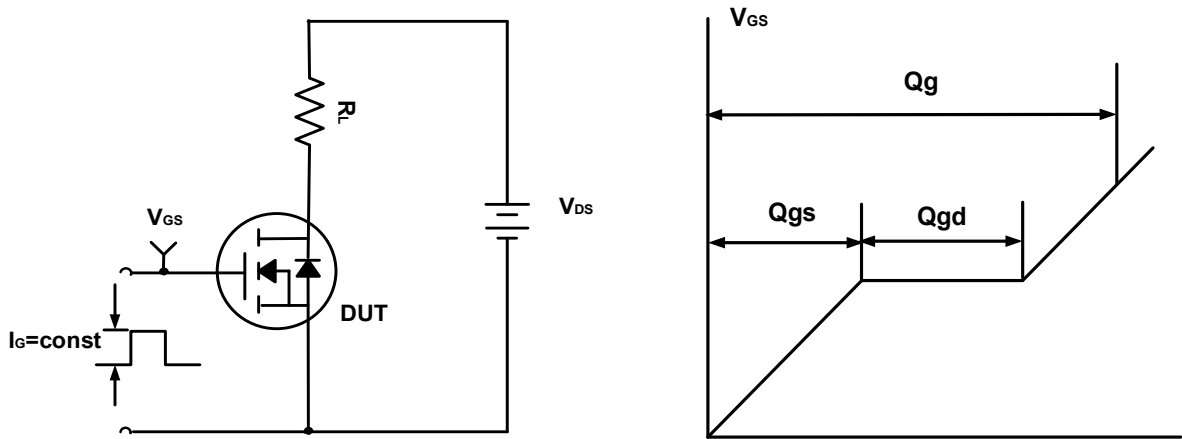 VGS
Qg
RL
VDS
VGS
Qgs
Qgd
DUT
IG=const